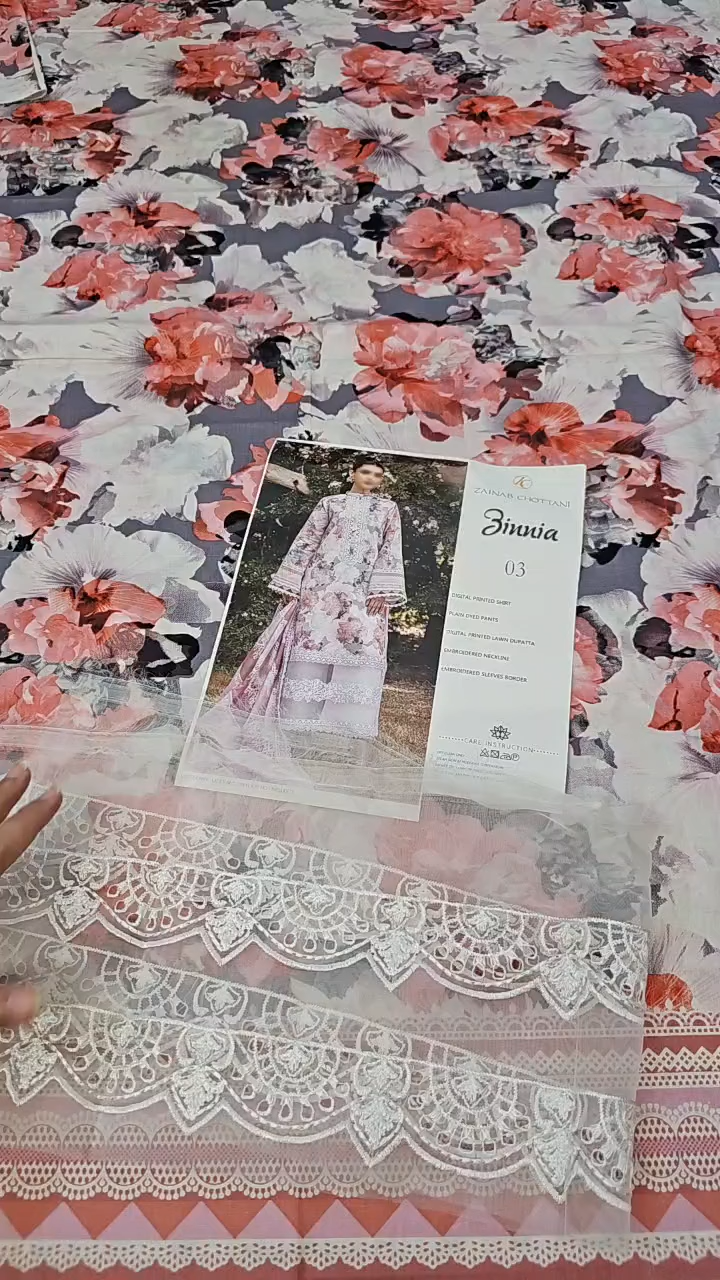 ZAINAB CHOTTANI
Zinnia
03
DIGITAL PRINTED SHIRT
PLAIN DYED PANTS
DIGITAL PRINTED LAWN DUPATTA
EMBROIDERED NECKLINE
EMBROIDERED SLEEVES BORDER
CARE INSTRUCTION